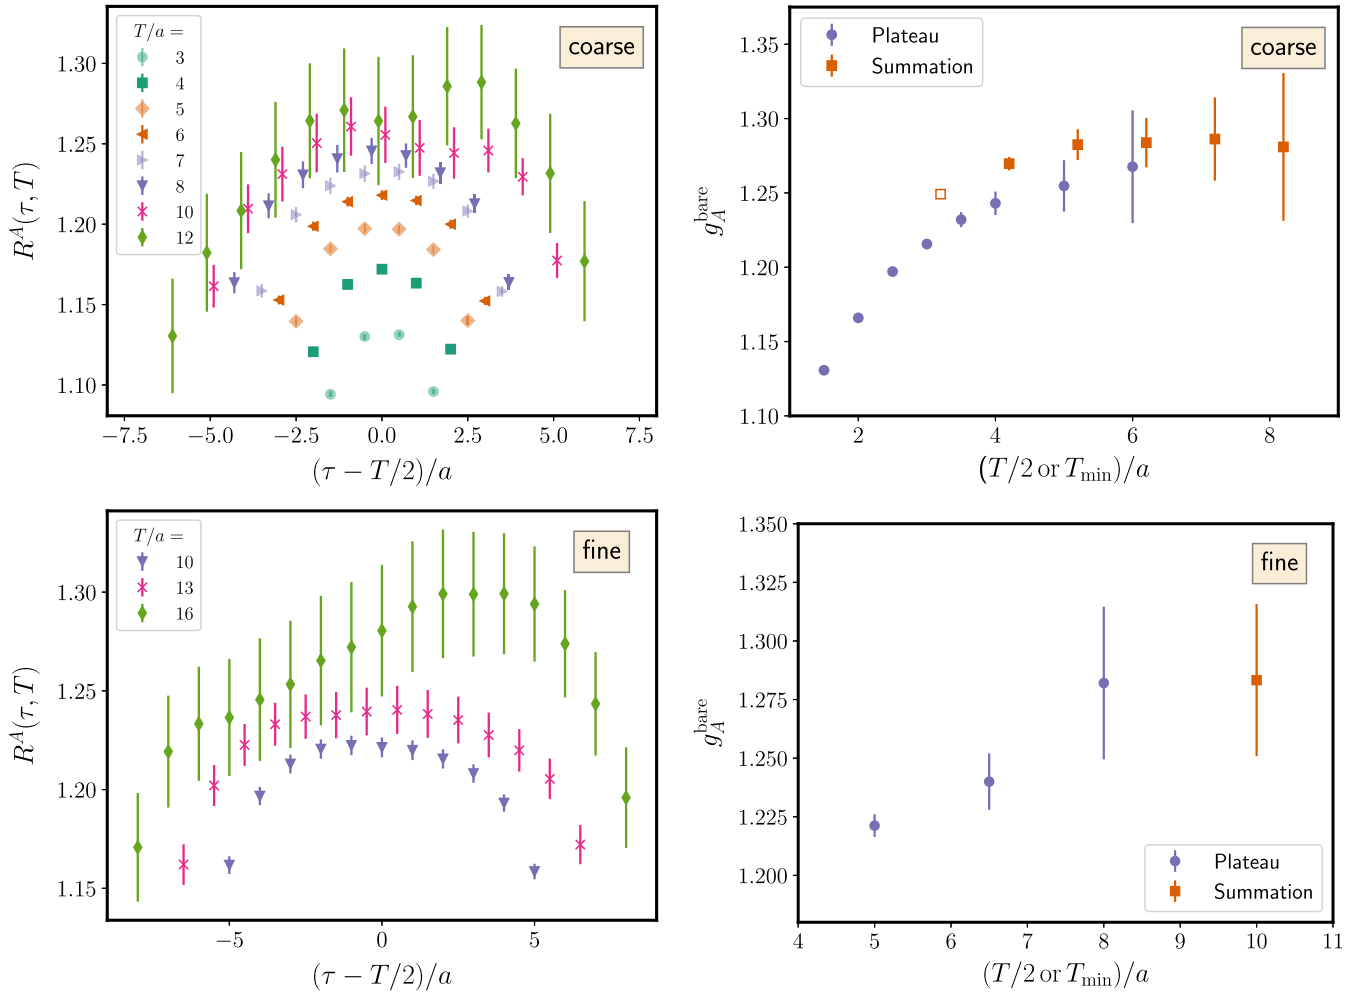 T/a =
3
4
5
6
7
8
10
12
coarse
1.30
1.25
1.20
1.15
1.10
R^A(τ, T)
−7.5 −5.0 −2.5 0.0 2.5 5.0 7.5
(τ − T/2)/a
Plateau
Summation
coarse
1.35
1.30
1.25
1.20
1.15
1.10
g_A^bare
2 4 6 8
(T/2 or T_min)/a
T/a =
10
13
16
fine
1.30
1.25
1.20
1.15
R^A(τ, T)
−5 0 5
(τ − T/2)/a
fine
1.350
1.325
1.300
1.275
1.250
1.225
1.200
g_A^bare
Plateau
Summation
4 5 6 7 8 9 10 11
(T/2 or T_min)/a